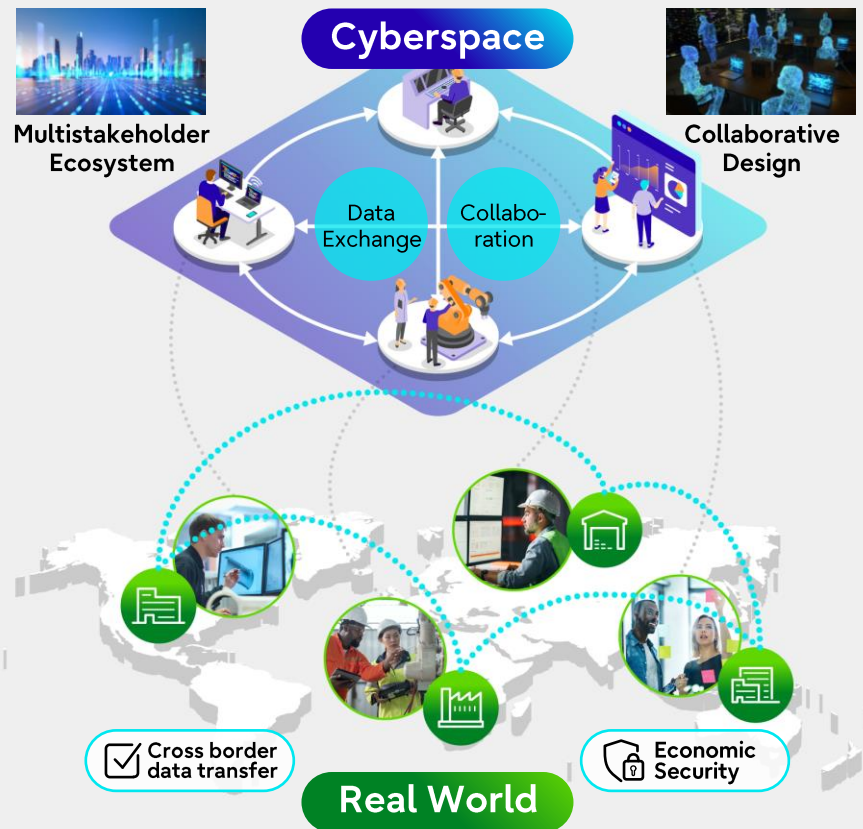 Cyberspace
Multistakeholder
Ecosystem
Collaborative
Design
Data
Exchange
Collabo-
ration
Cross border
data transfer
Economic
Security
Real World